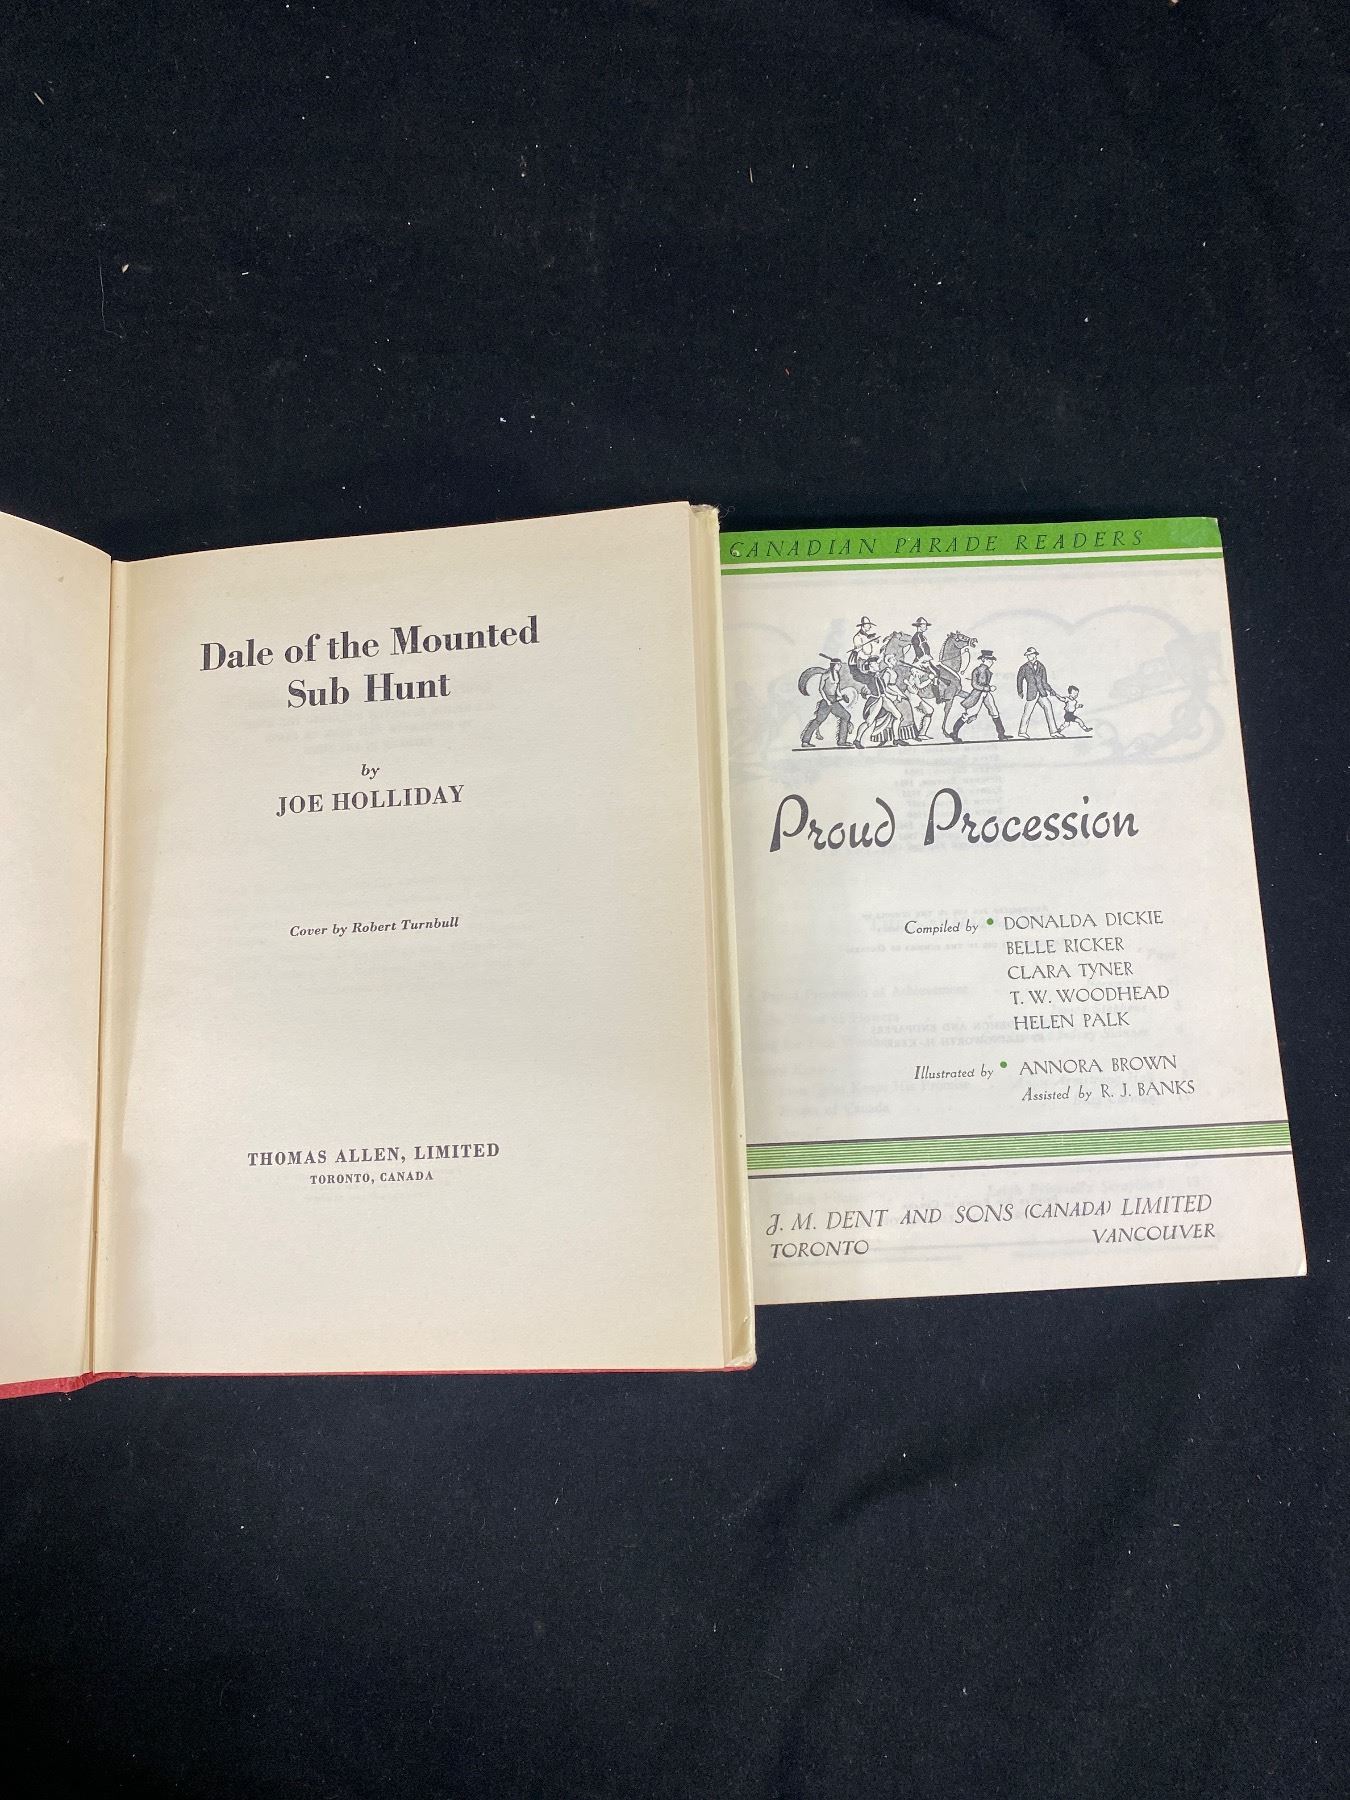 Dale of the Mounted
Sub Hunt
by
JOE HOLLIDAY
Cover by Robert Turnbull
THOMAS ALLEN, LIMITED
TORONTO, CANADA
CANADIAN PARADE READERS
Proud Procession
Compiled by • DONALDA DICKIE
BELLE RICKER
CLARA TYNER
T. W. WOODHEAD
HELEN PALK
Illustrated by • ANNORA BROWN
Assisted by R. J. BANKS
J. M. DENT AND SONS (CANADA) LIMITED
TORONTO VANCOUVER